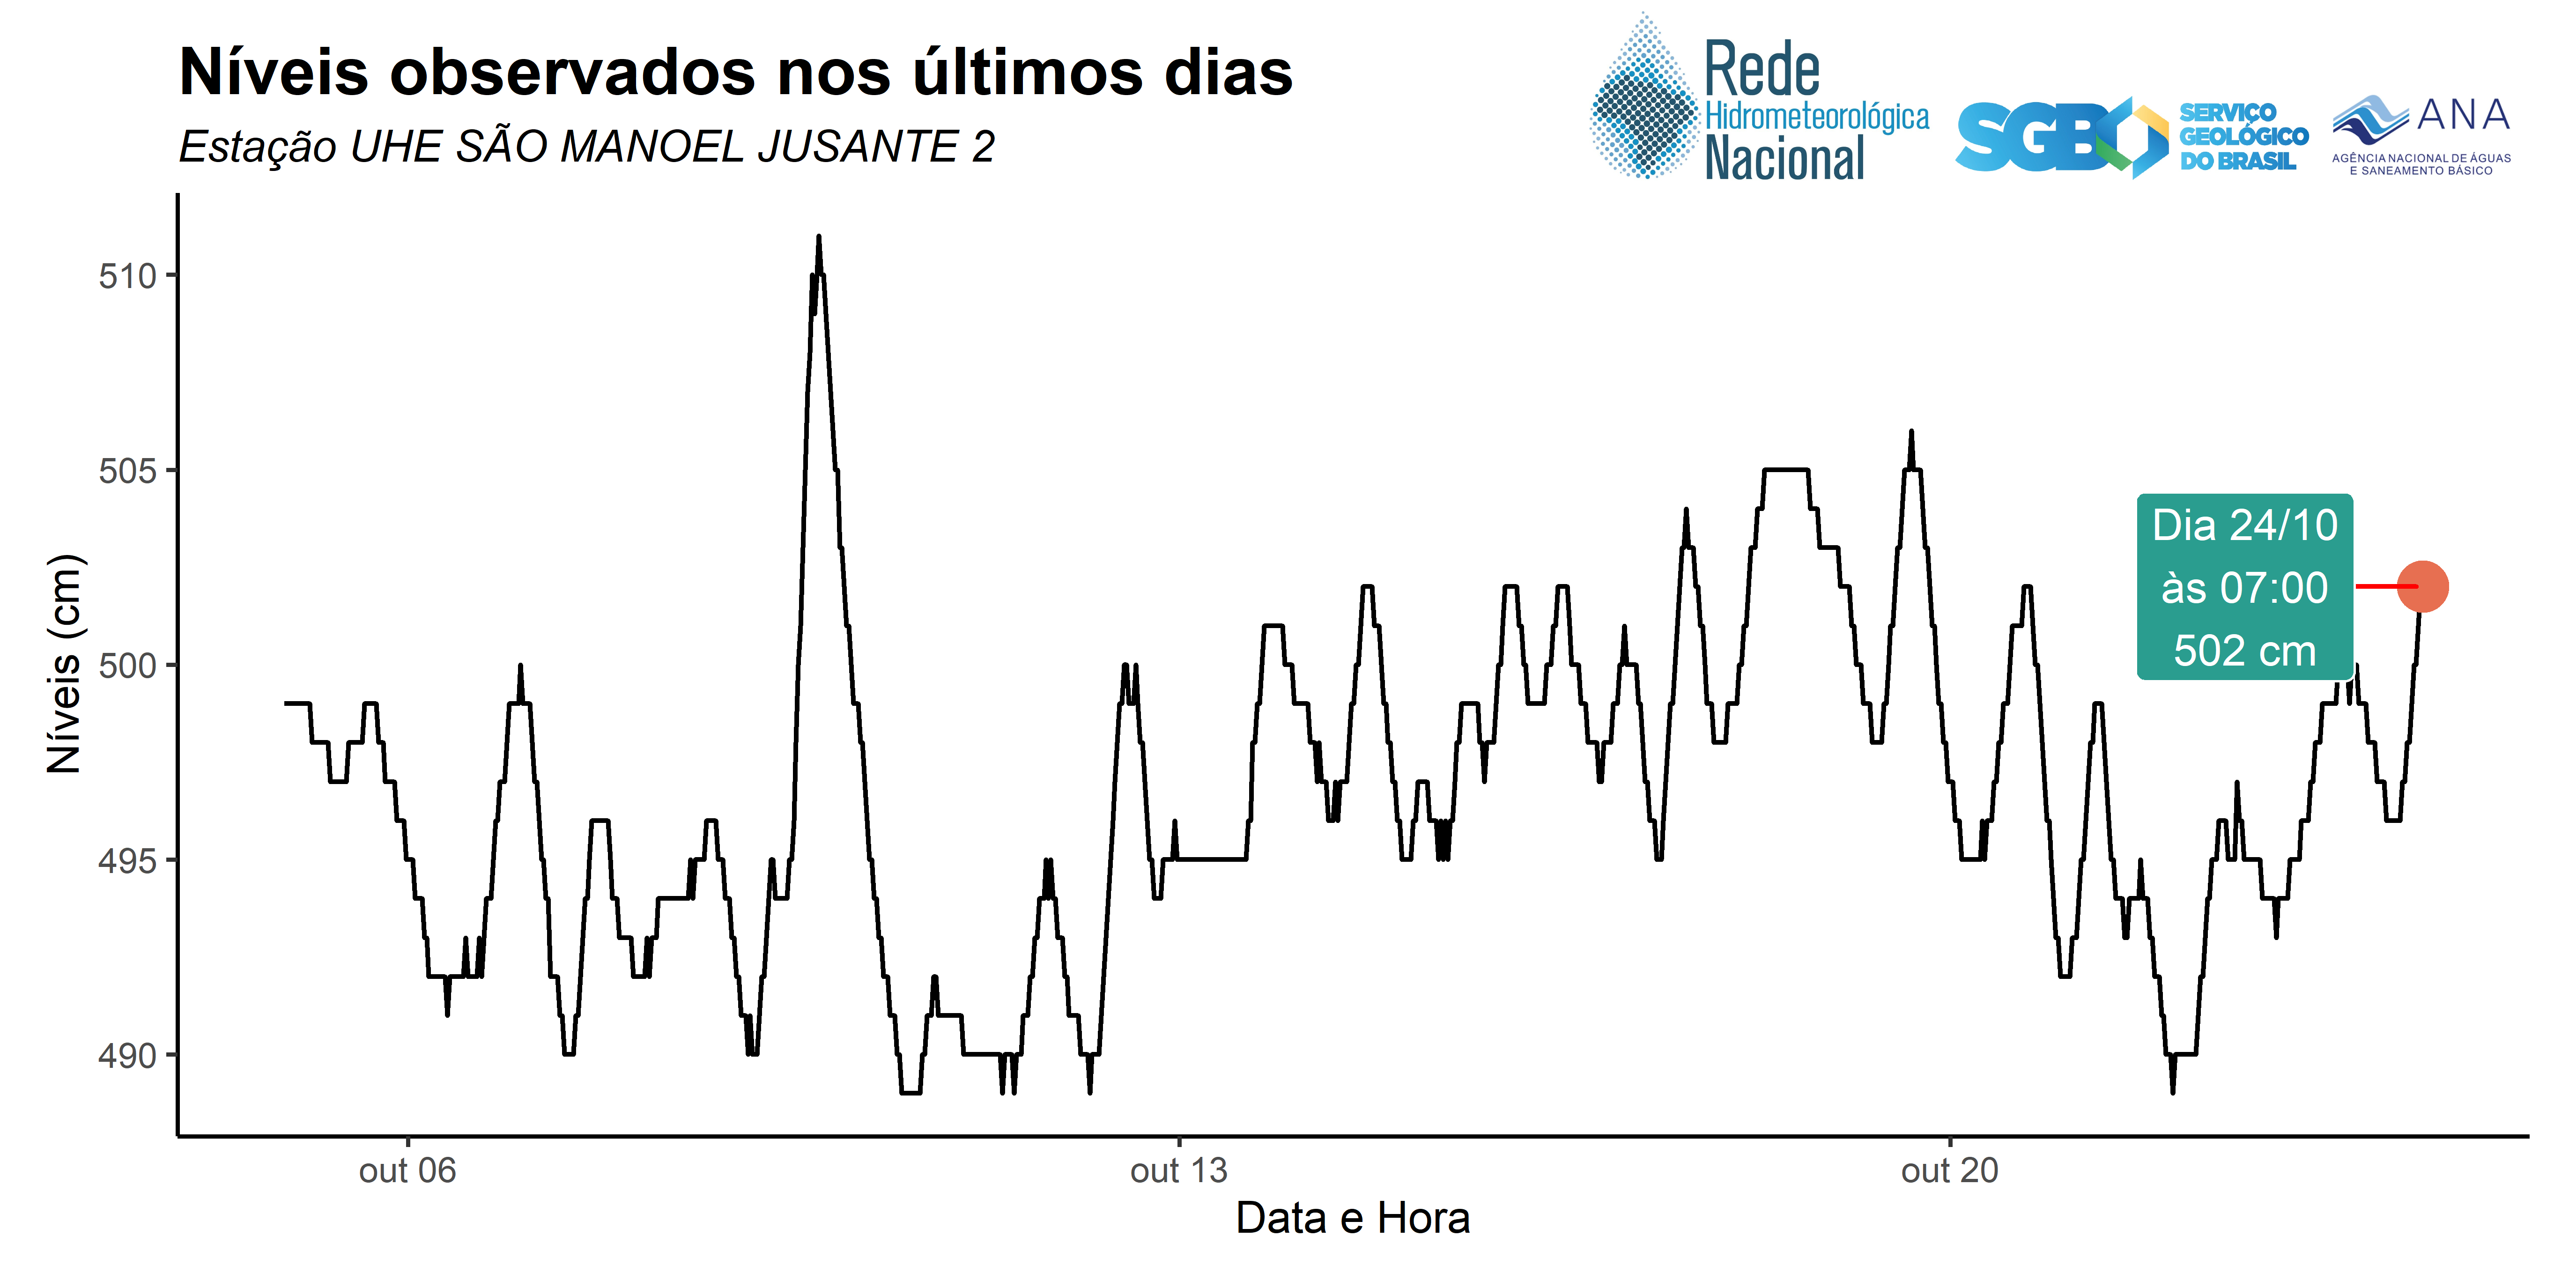 Níveis observados nos últimos dias
Estação UHE SÃO MANOEL JUSANTE 2
Rede
Hidrometeorológica
Nacional
SGB
SERVIÇO
GEOLÓGICO
DO BRASIL
ANA
AGÊNCIA NACIONAL DE ÁGUAS
E SANEAMENTO BÁSICO
Níveis (cm)
510
505
500
495
490
Dia 24/10
às 07:00
502 cm
out 06
out 13
out 20
Data e Hora